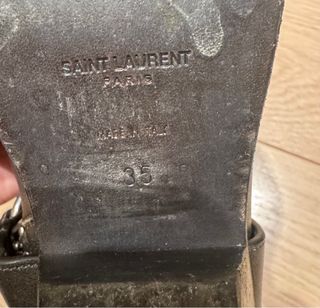 SAINT LAURENT
PARIS
MADE IN ITALY
35